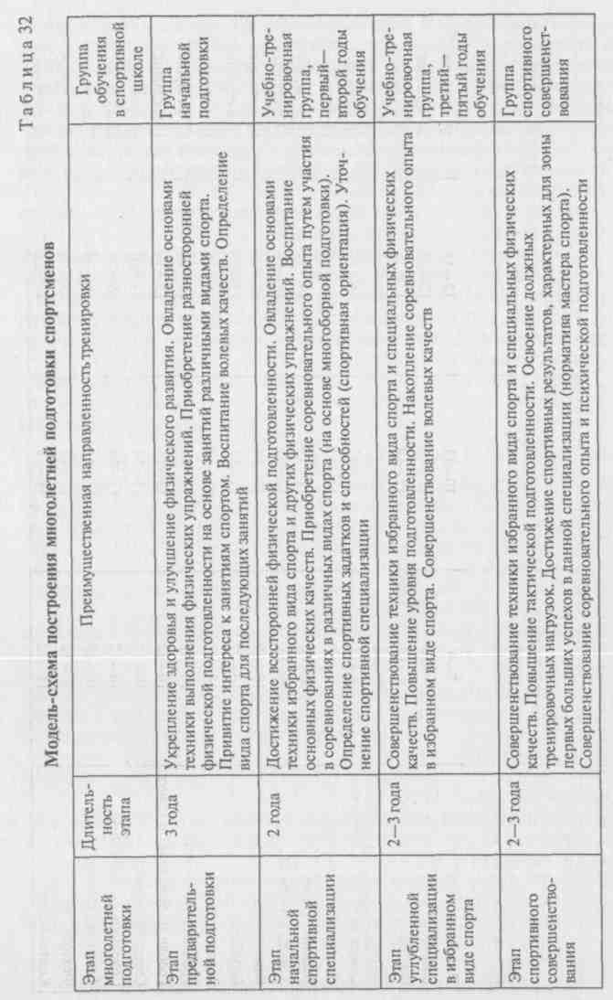 Таблица 32
Модель-схема построения многолетней подготовки спортсменов
Этап
многолетней
подготовки
Длитель-
ность
этапа
Преимущественная направленность тренировки
Группа
обучения
в спортивной
школе
Этап
предваритель-
ной подготовки
3 года
Укрепление здоровья и улучшение физического развития. Овладение основами
техники выполнения физических упражнений. Приобретение разносторонней
физической подготовленности на основе занятий различными видами спорта.
Привитие интереса к занятиям спортом. Воспитание волевых качеств. Определение
вида спорта для последующих занятий
Группа
начальной
подготовки
Этап
начальной
спортивной
специализации
2 года
Достижение всесторонней физической подготовленности. Овладение основами
техники избранного вида спорта и других физических упражнений. Воспитание
основных физических качеств. Приобретение соревновательного опыта путем участия
в соревнованиях в различных видах спорта (на основе многоборной подготовки).
Определение спортивных задатков и способностей (спортивная ориентация). Уточ-
нение спортивной специализации
Учебно-тре-
нировочная
группа,
первый—
второй годы
обучения
Этап
углубленной
специализации
в избранном
виде спорта
2—3 года
Совершенствование техники избранного вида спорта и специальных физических
качеств. Повышение уровня подготовленности. Накопление соревновательного опыта
в избранном виде спорта. Совершенствование волевых качеств
Учебно-тре-
нировочная
группа,
третий—
пятый годы
обучения
Этап
спортивного
совершенство-
вания
2—3 года
Совершенствование техники избранного вида спорта и специальных физических
качеств. Повышение тактической подготовленности. Освоение должных
тренировочных нагрузок. Достижение спортивных результатов, характерных для зоны
первых больших успехов в данной специализации (норматива мастера спорта).
Совершенствование соревновательного опыта и психической подготовленности
Группа
спортивного
совершенст-
вования